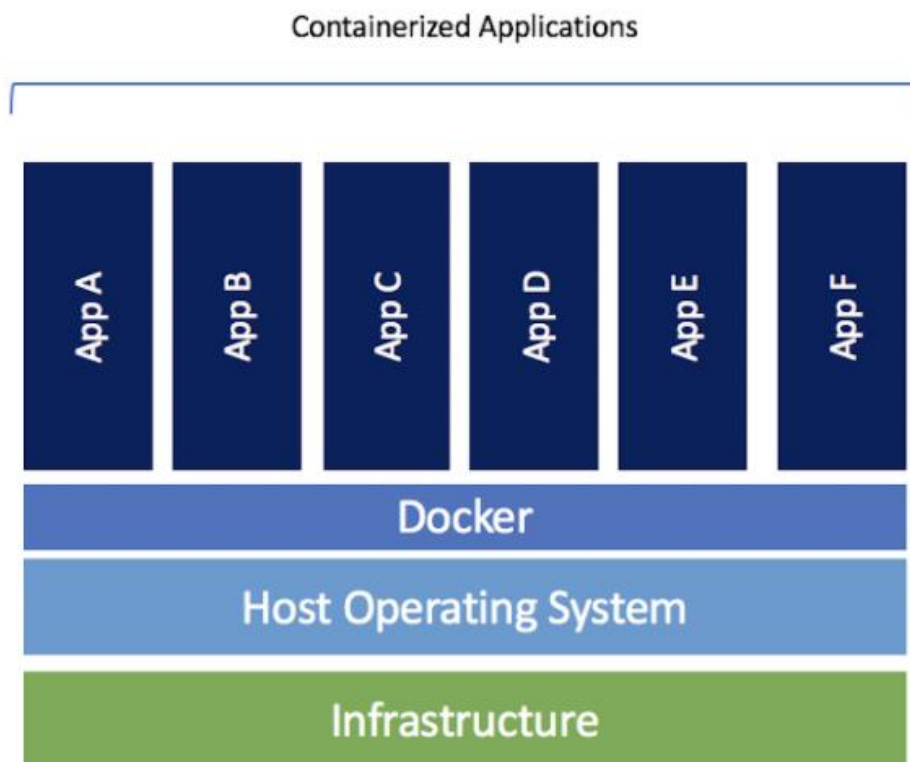 Containerized Applications
App A
App B
App C
App D
App E
App F
Docker
Host Operating System
Infrastructure